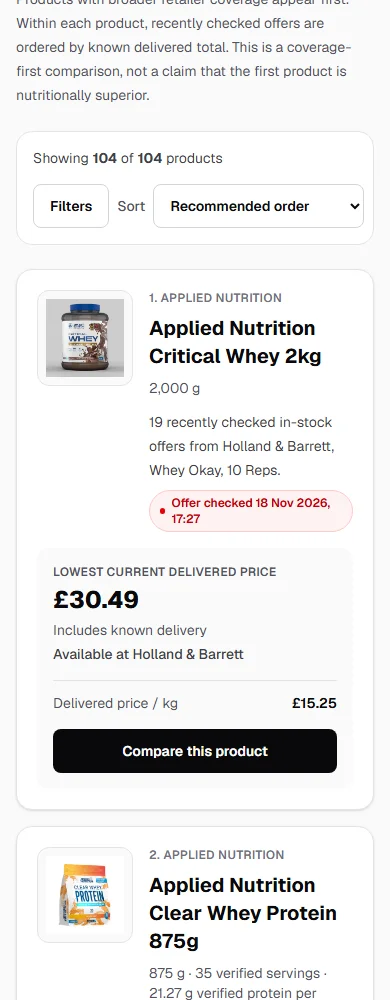 Products with broader retailer coverage appear first.
Within each product, recently checked offers are
ordered by known delivered total. This is a coverage-
first comparison, not a claim that the first product is
nutritionally superior.
Showing 104 of 104 products
Filters
Sort
Recommended order
1. APPLIED NUTRITION
Applied Nutrition
Critical Whey 2kg
2,000 g
19 recently checked in-stock
offers from Holland & Barrett,
Whey Okay, 10 Reps.
Offer checked 18 Nov 2026,
17:27
WHEY
LOWEST CURRENT DELIVERED PRICE
£30.49
Includes known delivery
Available at Holland & Barrett
Delivered price / kg
£15.25
Compare this product
2. APPLIED NUTRITION
Applied Nutrition
Clear Whey Protein
875g
875 g · 35 verified servings ·
21.27 g verified protein per
CLEAR WHEY
PROTEIN